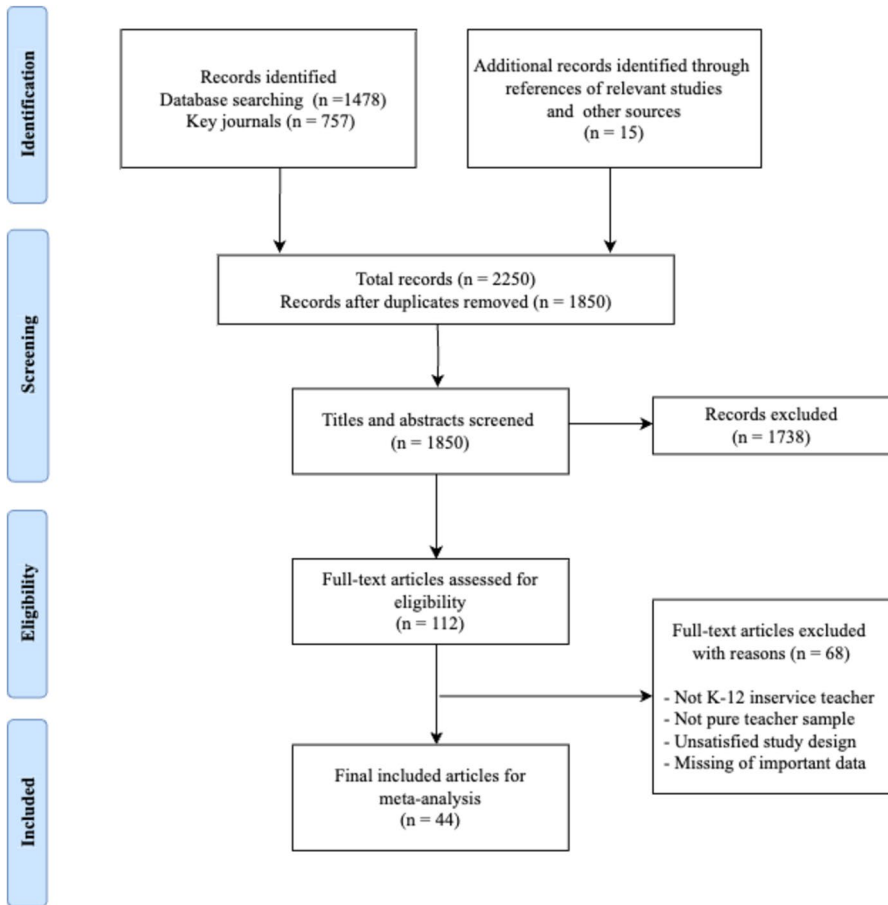 Identification
Records identified
Database searching (n =1478)
Key journals (n = 757)
Additional records identified through
references of relevant studies
and other sources
(n = 15)
Screening
Total records (n = 2250)
Records after duplicates removed (n = 1850)
Titles and abstracts screened
(n = 1850)
Records excluded
(n = 1738)
Eligibility
Full-text articles assessed for
eligibility
(n = 112)
Full-text articles excluded
with reasons (n = 68)
- Not K-12 inservice teacher
- Not pure teacher sample
- Unsatisfied study design
- Missing of important data
Included
Final included articles for
meta-analysis
(n = 44)